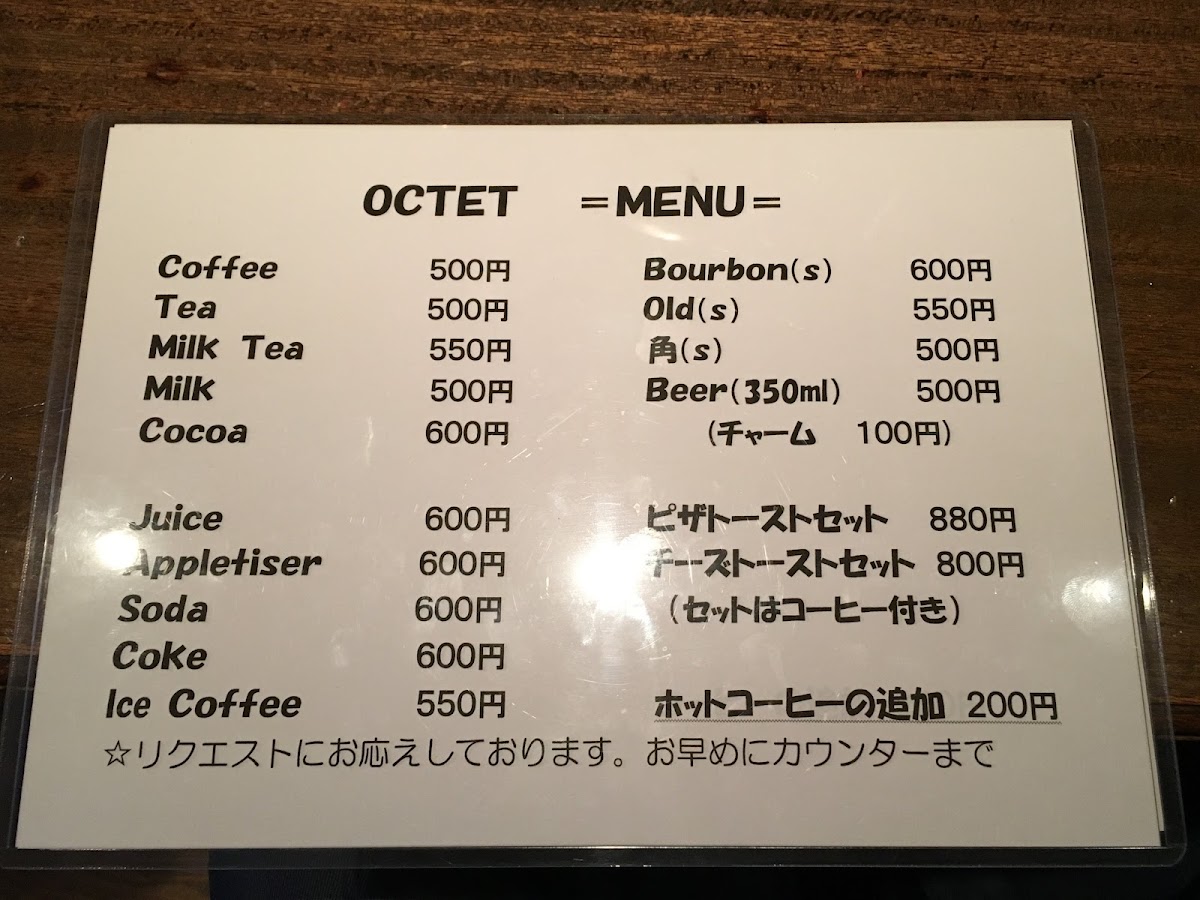 OCTET =MENU=
Coffee 500円
Tea 500円
Milk Tea 550円
Milk 500円
Cocoa 600円
Juice 600円
Appletiser 600円
Soda 600円
Coke 600円
Ice Coffee 550円
Bourbon(s) 600円
Old(s) 550円
角(s) 500円
Beer(350ml) 500円
(チャーム 100円)
ピザトーストセット 880円
チーズトーストセット 800円
(セットはコーヒー付き)
ホットコーヒーの追加 200円
☆リクエストにお応えしております。お早めにカウンターまで